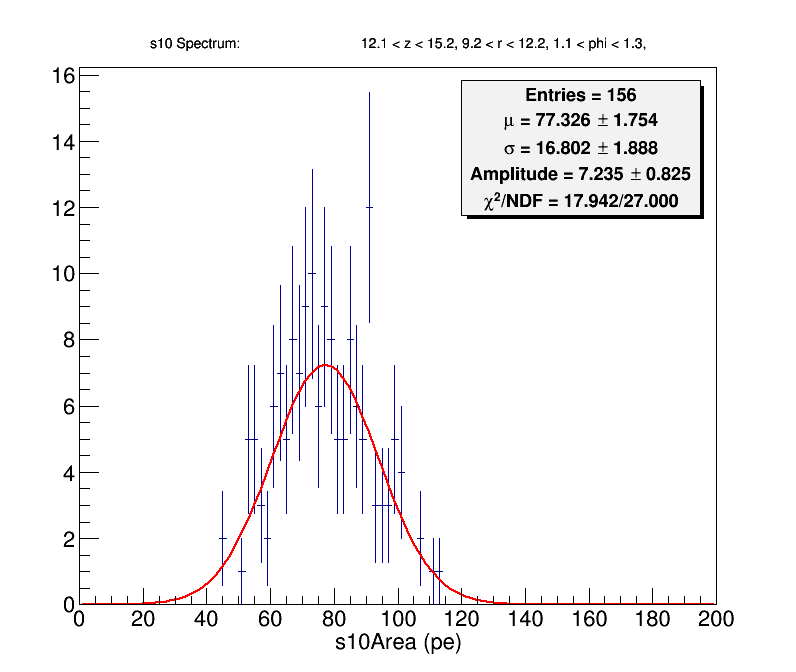 s10 Spectrum: 12.1 < z < 15.2, 9.2 < r < 12.2, 1.1 < phi < 1.3,
Entries = 156
μ = 77.326 ± 1.754
σ = 16.802 ± 1.888
Amplitude = 7.235 ± 0.825
χ²/NDF = 17.942/27.000
16
14
12
10
8
6
4
2
0
0 20 40 60 80 100 120 140 160 180 200
s10Area (pe)